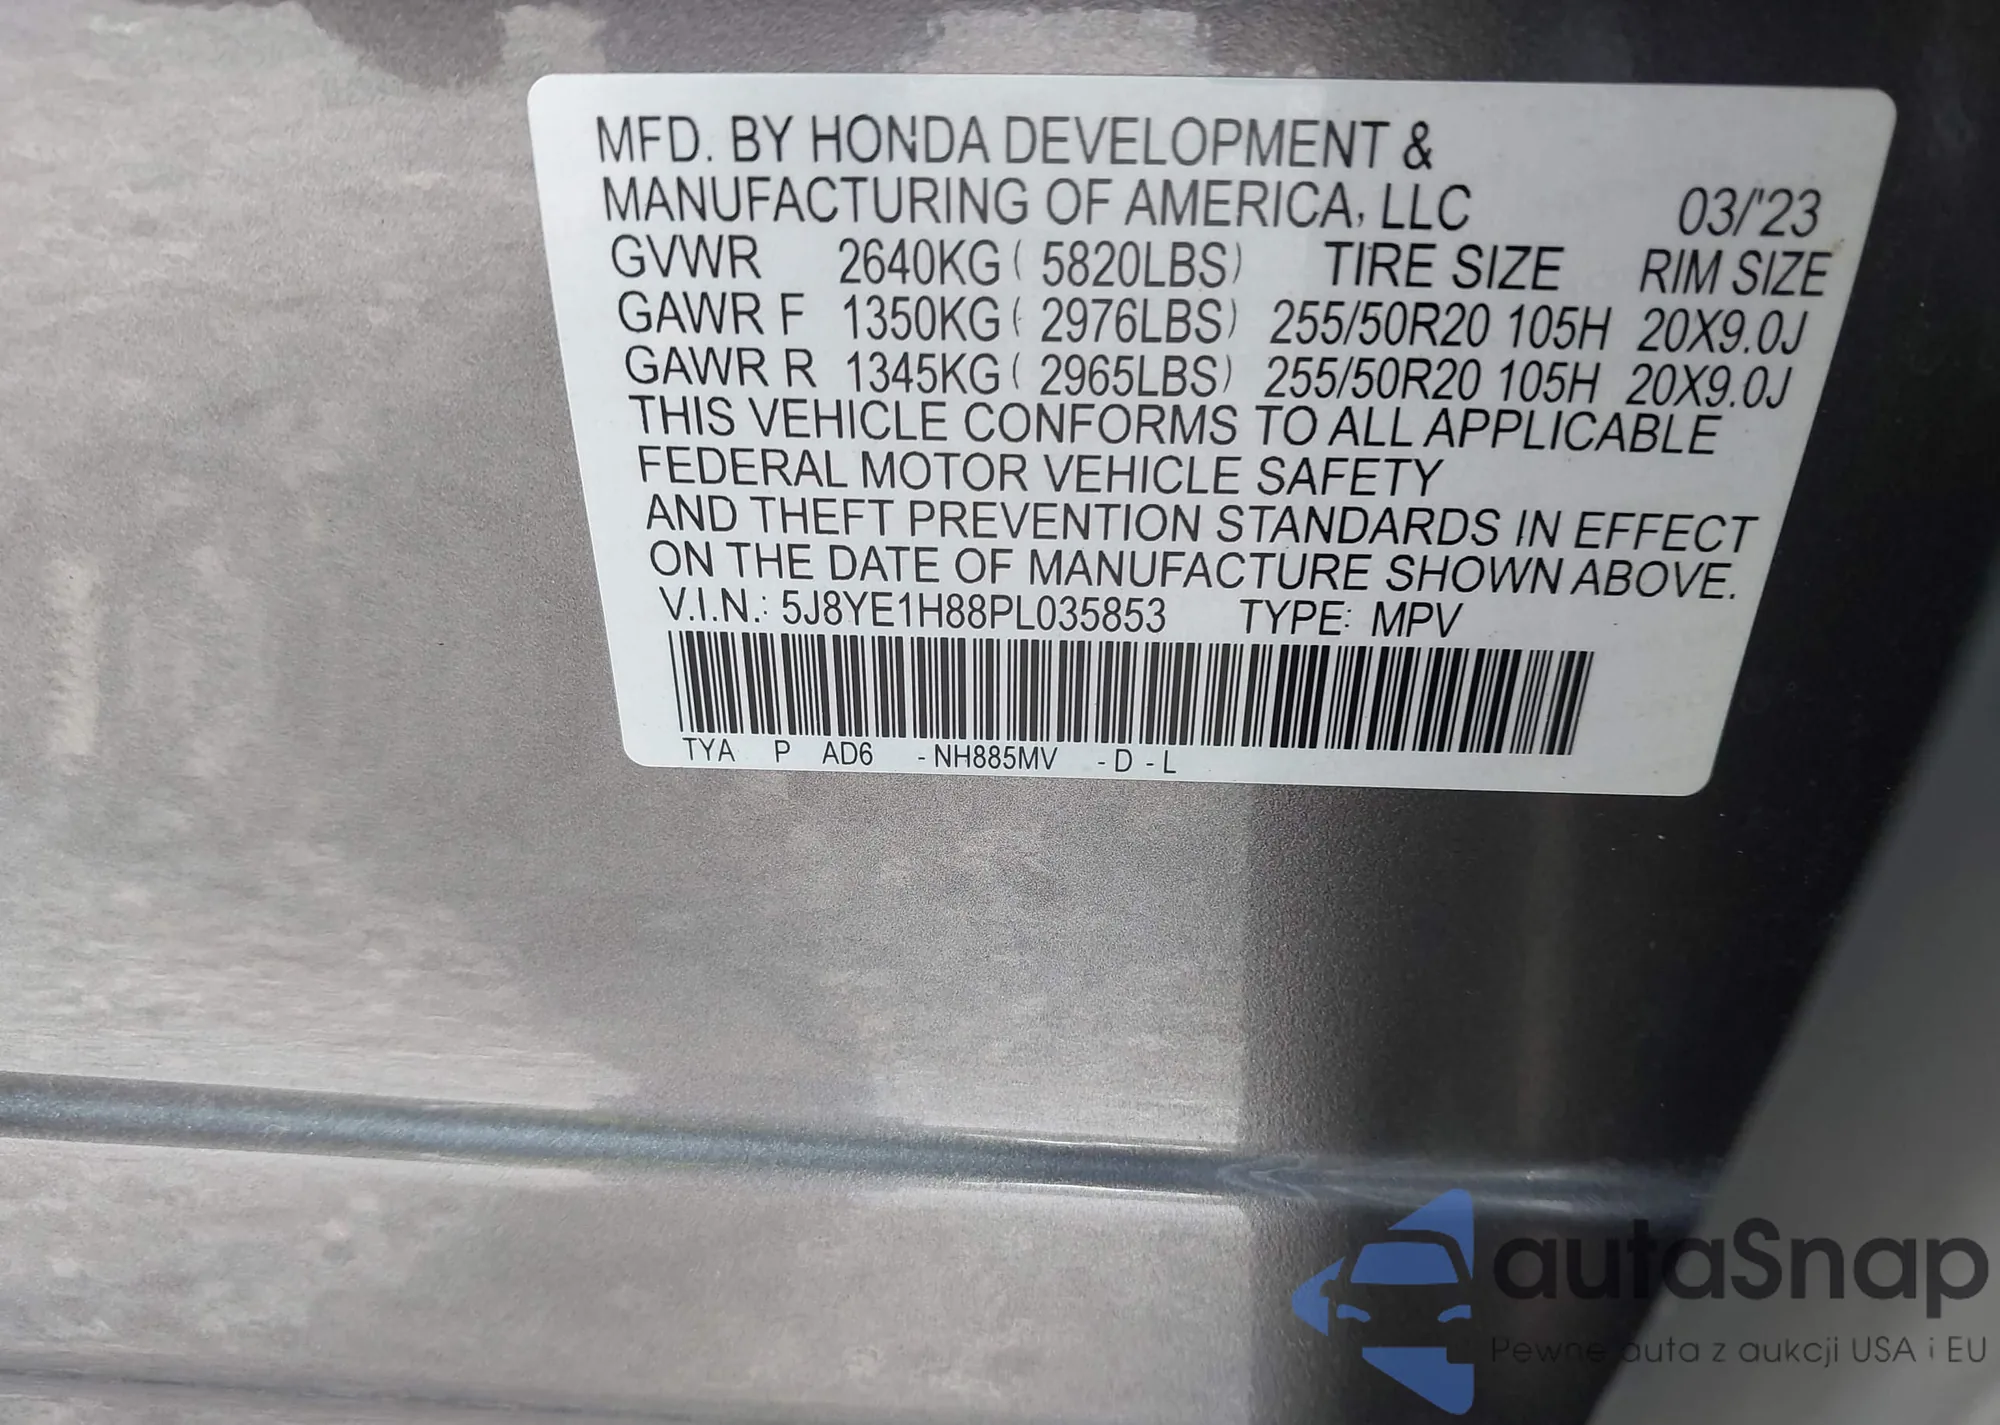 MFD. BY HONDA DEVELOPMENT &
MANUFACTURING OF AMERICA, LLC 03/'23
GVWR 2640KG ( 5820LBS) TIRE SIZE RIM SIZE
GAWR F 1350KG ( 2976LBS) 255/50R20 105H 20X9.0J
GAWR R 1345KG ( 2965LBS) 255/50R20 105H 20X9.0J
THIS VEHICLE CONFORMS TO ALL APPLICABLE
FEDERAL MOTOR VEHICLE SAFETY
AND THEFT PREVENTION STANDARDS IN EFFECT
ON THE DATE OF MANUFACTURE SHOWN ABOVE.
V.I.N.: 5J8YE1H88PL035853 TYPE: MPV
TYA P AD6 - NH885MV - D - L
autaSnap
Pewne auta z aukcji USA i EU